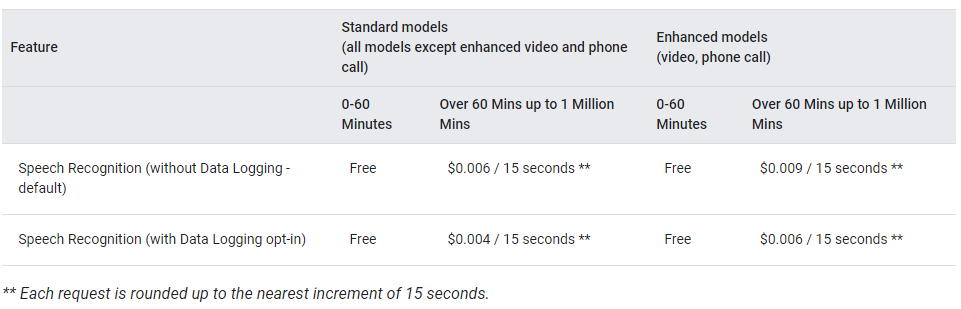 Feature
Standard models
(all models except enhanced video and phone
call)
Enhanced models
(video, phone call)
0-60
Minutes
Over 60 Mins up to 1 Million
Mins
0-60
Minutes
Over 60 Mins up to 1 Million
Mins
Speech Recognition (without Data Logging -
default)
Free
$0.006 / 15 seconds **
Free
$0.009 / 15 seconds **
Speech Recognition (with Data Logging opt-in)
Free
$0.004 / 15 seconds **
Free
$0.006 / 15 seconds **
** Each request is rounded up to the nearest increment of 15 seconds.